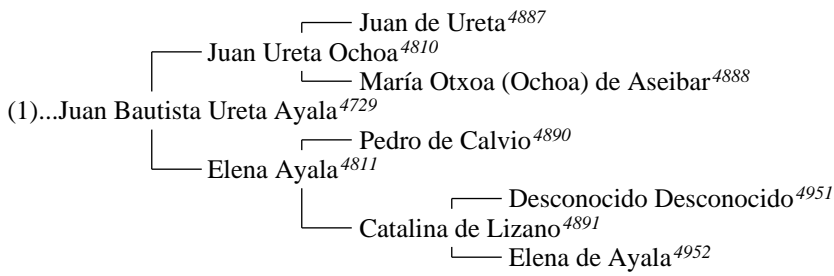 Juan de Ureta4887
Juan Ureta Ochoa4810
María Otxoa (Ochoa) de Aseibar4888
(1)...Juan Bautista Ureta Ayala4729
Pedro de Calvio4890
Elena Ayala4811
Desconocido Desconocido4951
Catalina de Lizano4891
Elena de Ayala4952